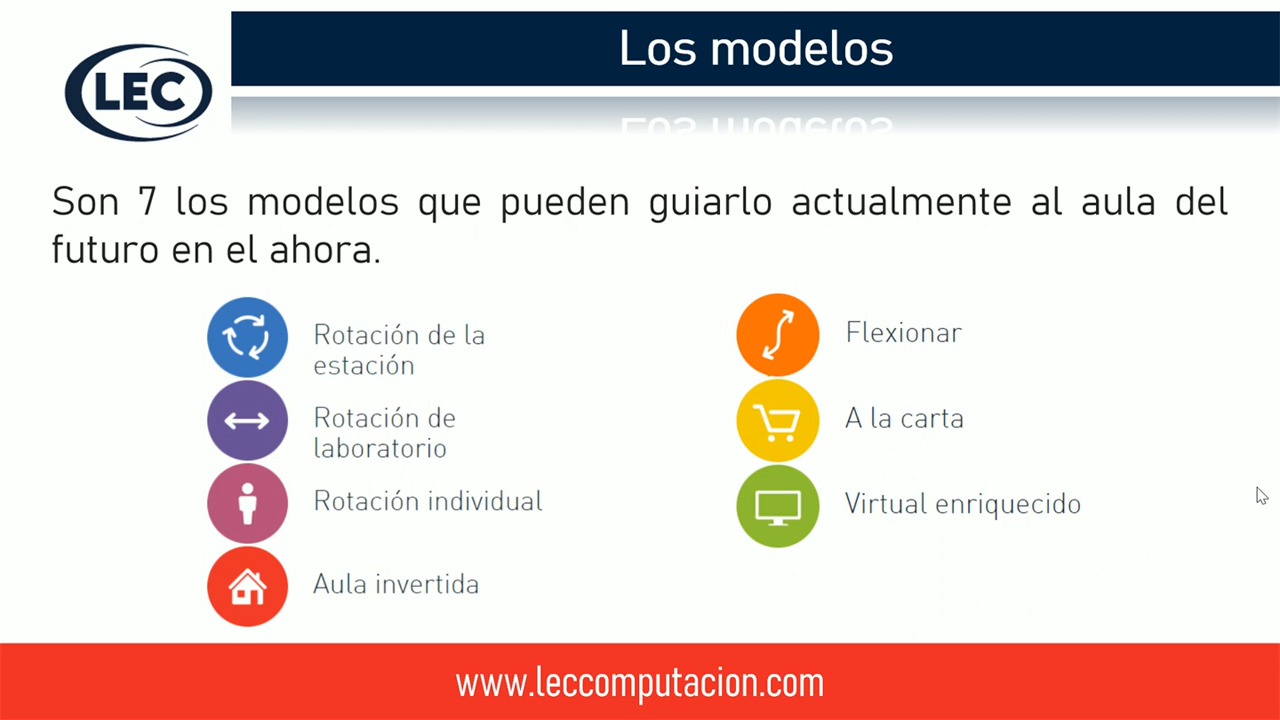 LEC
Los modelos
Son 7 los modelos que pueden guiarlo actualmente al aula del
futuro en el ahora.
Rotación de la
estación
Rotación de
laboratorio
Rotación individual
Aula invertida
Flexionar
A la carta
Virtual enriquecido
www.leccomputacion.com